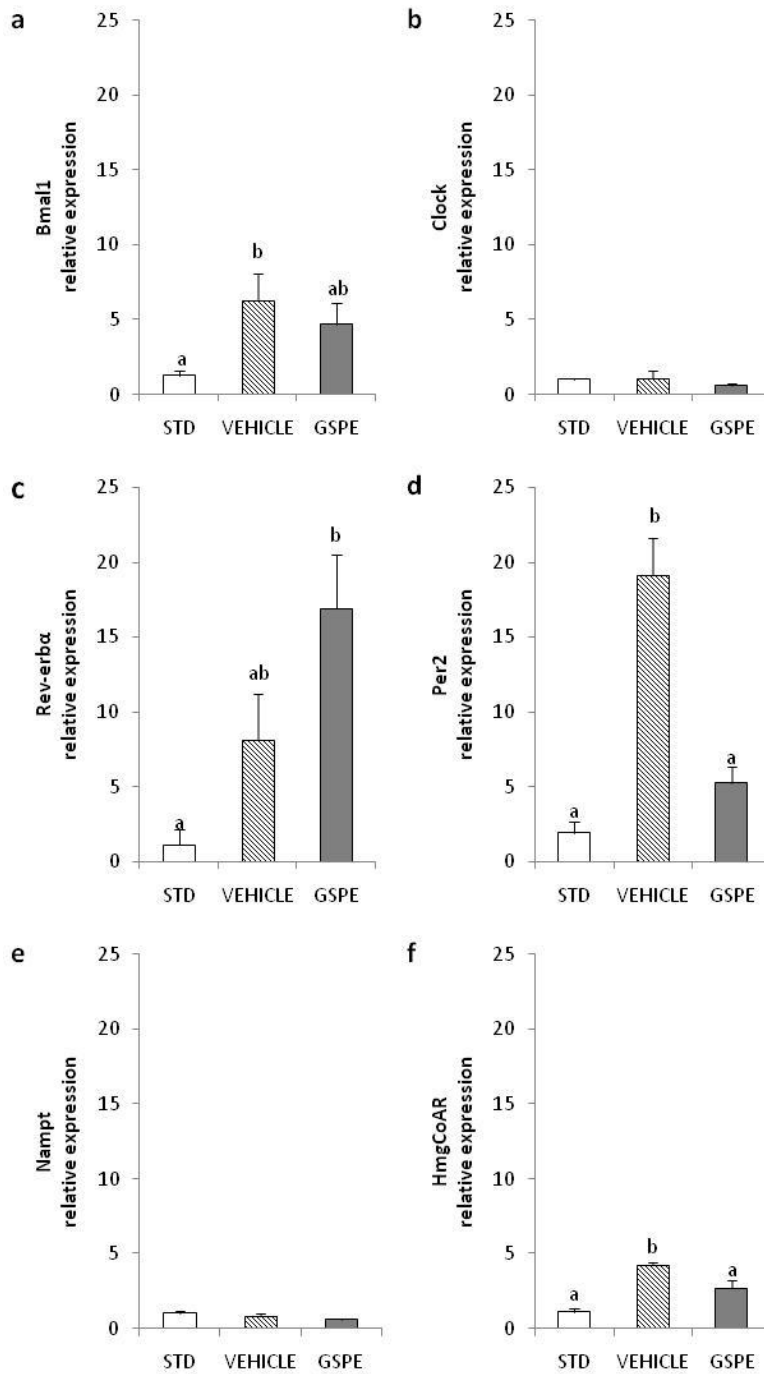 a
Bmal1
relative expression
25
20
15
10
5
0
a
b
ab
STD VEHICLE GSPE
b
Clock
relative expression
25
20
15
10
5
0
STD VEHICLE GSPE
c
Rev-erbα
relative expression
25
20
15
10
5
0
a
ab
b
STD VEHICLE GSPE
d
Per2
relative expression
25
20
15
10
5
0
a
b
a
STD VEHICLE GSPE
e
Nampt
relative expression
25
20
15
10
5
0
STD VEHICLE GSPE
f
HmgCoAR
relative expression
25
20
15
10
5
0
a
b
a
STD VEHICLE GSPE